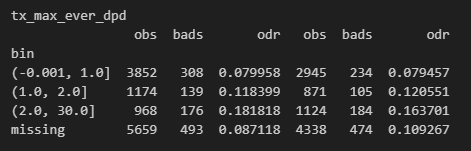 tx_max_ever_dpd
obs bads odr obs bads odr
bin
(-0.001, 1.0] 3852 308 0.079958 2945 234 0.079457
(1.0, 2.0] 1174 139 0.118399 871 105 0.120551
(2.0, 30.0] 968 176 0.181818 1124 184 0.163701
missing 5659 493 0.087118 4338 474 0.109267